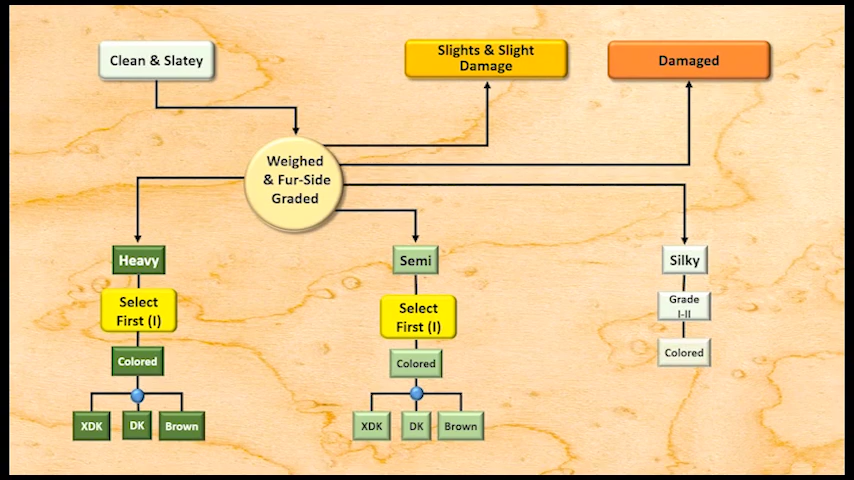 Clean & Slatey
Slights & Slight
Damage
Damaged
Weighed
& Fur-Side
Graded
Heavy
Semi
Silky
Select
First (I)
Select
First (I)
Grade
I-II
Colored
Colored
Colored
XDK
DK
Brown
XDK
DK
Brown